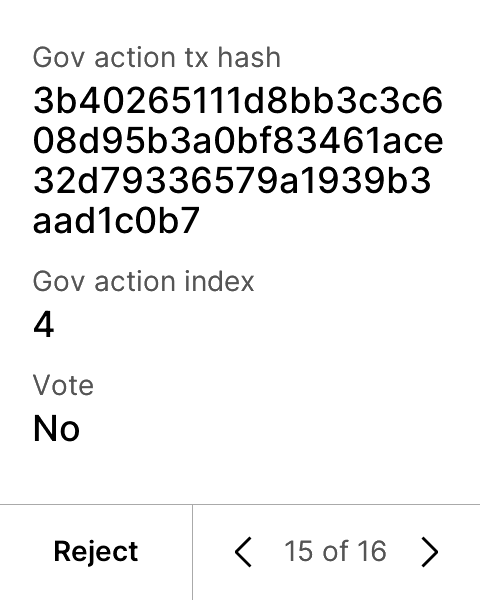 Gov action tx hash
3b40265111d8bb3c3c6
08d95b3a0bf83461ace
32d79336579a1939b3
aad1c0b7
Gov action index
4
Vote
No
Reject
15 of 16